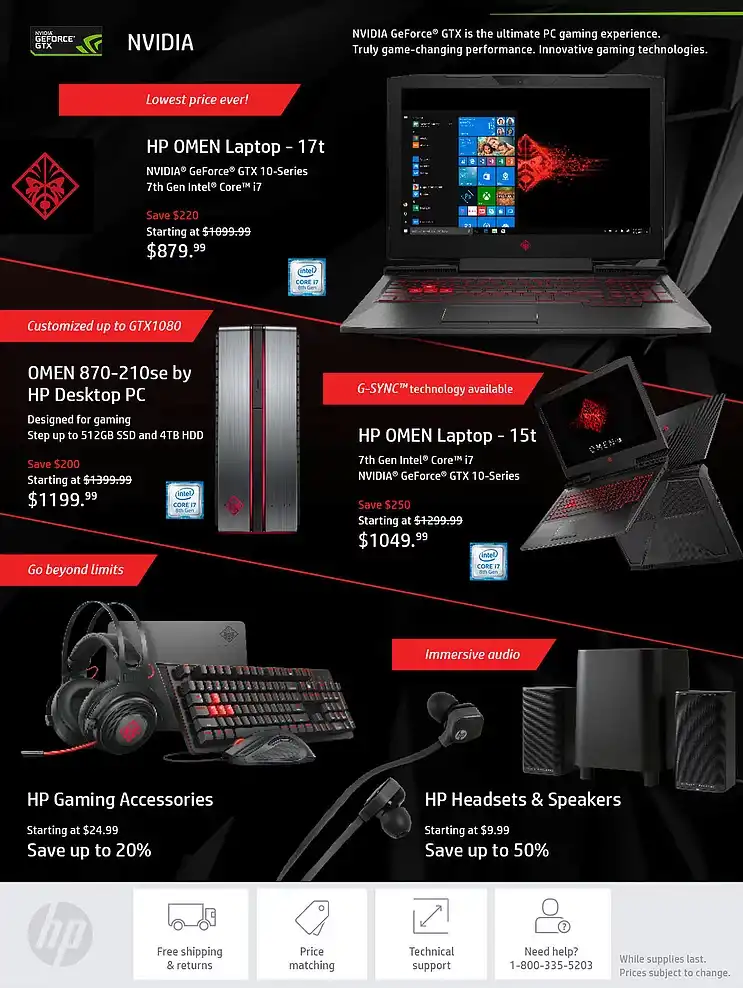 NVIDIA
GEFORCE®
GTX
NVIDIA
NVIDIA GeForce® GTX is the ultimate PC gaming experience.
Truly game-changing performance. Innovative gaming technologies.
Lowest price ever!
HP OMEN Laptop - 17t
NVIDIA® GeForce® GTX 10-Series
7th Gen Intel® Core™ i7
Save $220
Starting at $1099.99
$879.99
intel
CORE i7
8th Gen
Customized up to GTX1080
OMEN 870-210se by
HP Desktop PC
Designed for gaming
Step up to 512GB SSD and 4TB HDD
Save $200
Starting at $1399.99
$1199.99
intel
CORE i7
8th Gen
G-SYNC™ technology available
HP OMEN Laptop - 15t
7th Gen Intel® Core™ i7
NVIDIA® GeForce® GTX 10-Series
Save $250
Starting at $1299.99
$1049.99
intel
CORE i7
8th Gen
OMEN
Go beyond limits
HP Gaming Accessories
Starting at $24.99
Save up to 20%
Immersive audio
hp
HP Headsets & Speakers
Starting at $9.99
Save up to 50%
hp
Free shipping
& returns
Price
matching
Technical
support
Need help?
1-800-335-5203
While supplies last.
Prices subject to change.